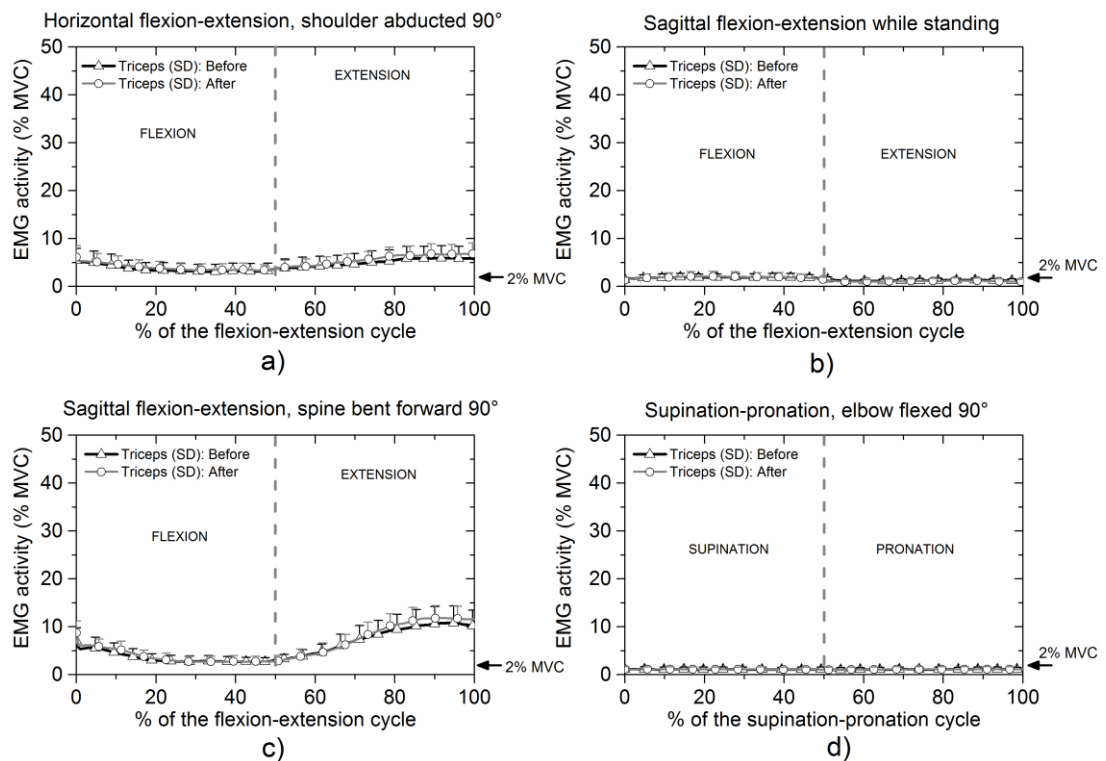 Horizontal flexion-extension, shoulder abducted 90°
EMG activity (% MVC)
50
40
30
20
10
0
Triceps (SD): Before
Triceps (SD): After
FLEXION
EXTENSION
2% MVC
0 20 40 60 80 100
% of the flexion-extension cycle
a)
Sagittal flexion-extension while standing
EMG activity (% MVC)
50
40
30
20
10
0
Triceps (SD): Before
Triceps (SD): After
FLEXION
EXTENSION
2% MVC
0 20 40 60 80 100
% of the flexion-extension cycle
b)
Sagittal flexion-extension, spine bent forward 90°
EMG activity (% MVC)
50
40
30
20
10
0
Triceps (SD): Before
Triceps (SD): After
FLEXION
EXTENSION
2% MVC
0 20 40 60 80 100
% of the flexion-extension cycle
c)
Supination-pronation, elbow flexed 90°
EMG activity (% MVC)
50
40
30
20
10
0
Triceps (SD): Before
Triceps (SD): After
SUPINATION
PRONATION
2% MVC
0 20 40 60 80 100
% of the supination-pronation cycle
d)